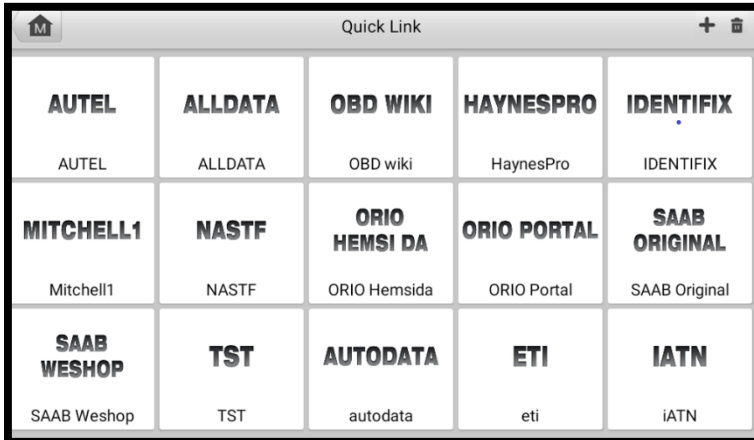 M
Quick Link
AUTEL
AUTEL
ALLDATA
ALLDATA
OBD WIKI
OBD wiki
HAYNESPRO
HaynesPro
IDENTIFIX
IDENTIFIX
MITCHELL1
Mitchell1
NASTF
NASTF
ORIO
HEMSI DA
ORIO Hemsida
ORIO PORTAL
ORIO Portal
SAAB
ORIGINAL
SAAB Original
SAAB
WESHOP
SAAB Weshop
TST
TST
AUTODATA
autodata
ETI
eti
IATN
iATN